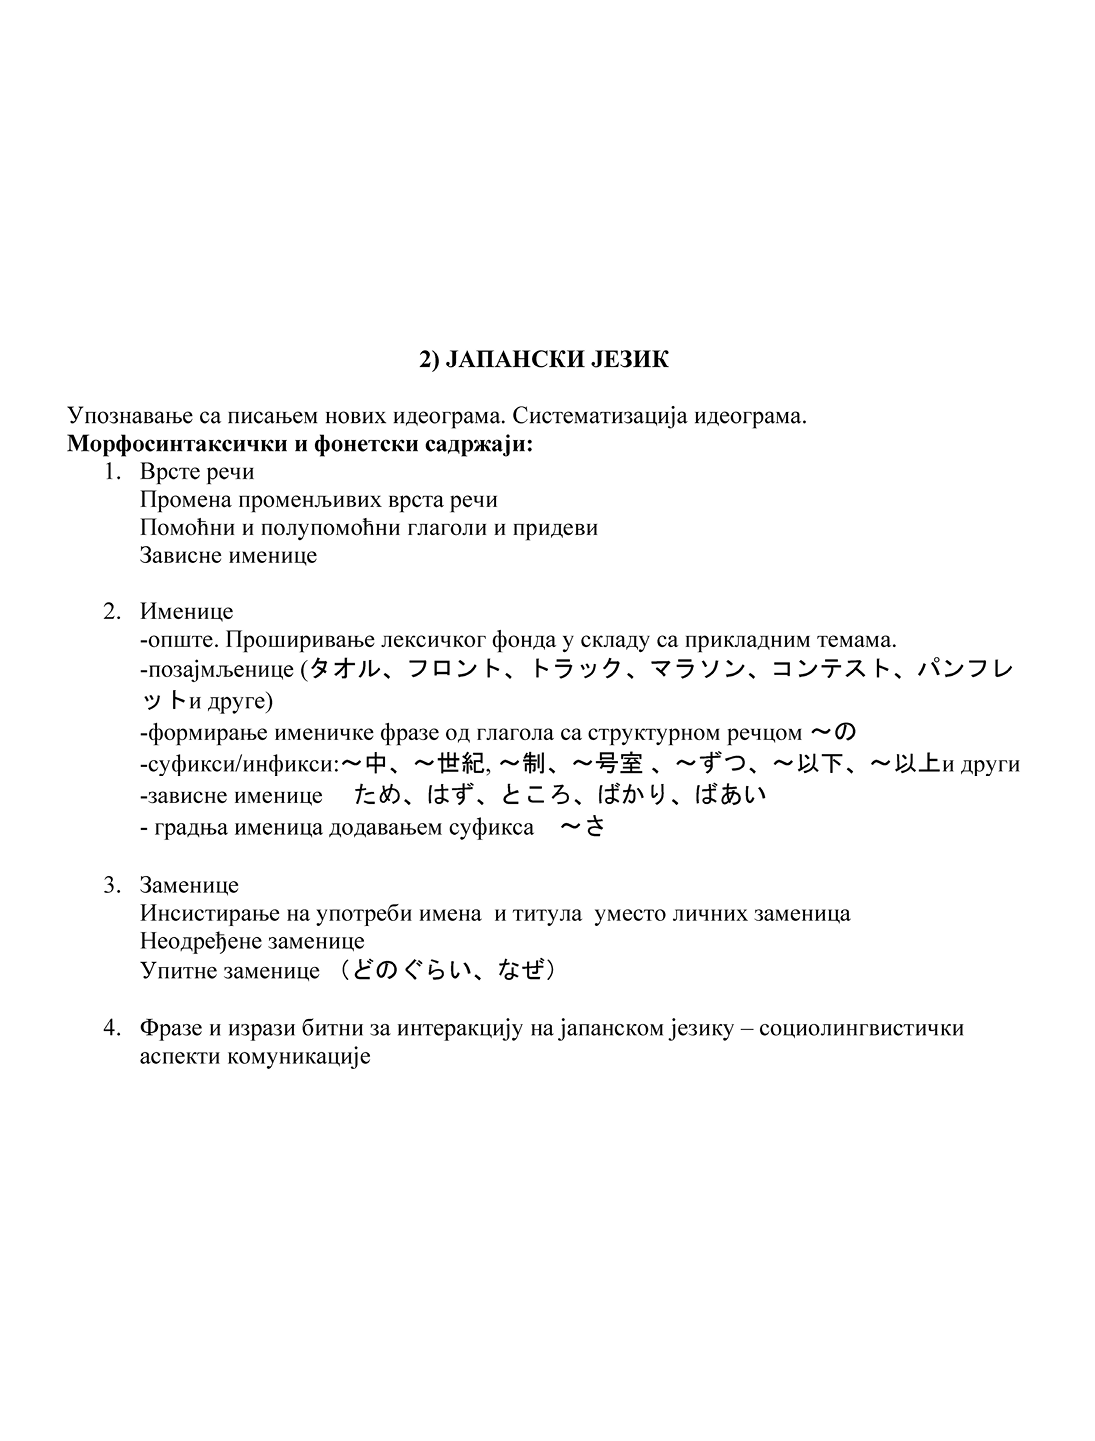 2) ЈАПАНСКИ ЈЕЗИК
Упознавање са писањем нових идеограма. Систематизација идеограма.
Морфосинтаксички и фонетски садржаји:
1. Врсте речи
Промена променљивих врста речи
Помоћни и полупомоћни глаголи и придеви
Зависне именице
2. Именице
-опште. Проширивање лексичког фонда у складу са прикладним темама.
-позајмљенице (タオル、フロント、トラック、マラソン、コンテスト、パンフレ
ットи друге)
-формирање именичке фразе од глагола са структурном речцом ～の
-суфикси/инфикси:～中、～世紀, ～制、～号室 、～ずつ、～以下、～以上и други
-зависне именице ため、はず、ところ、ばかり、ばあい
- градња именица додавањем суфикса ～さ
3. Заменице
Инсистирање на употреби имена и титула уместо личних заменица
Неодређене заменице
Упитне заменице （どのぐらい、なぜ）
4. Фразе и изрази битни за интеракцију на јапанском језику – социолингвистички
аспекти комуникације